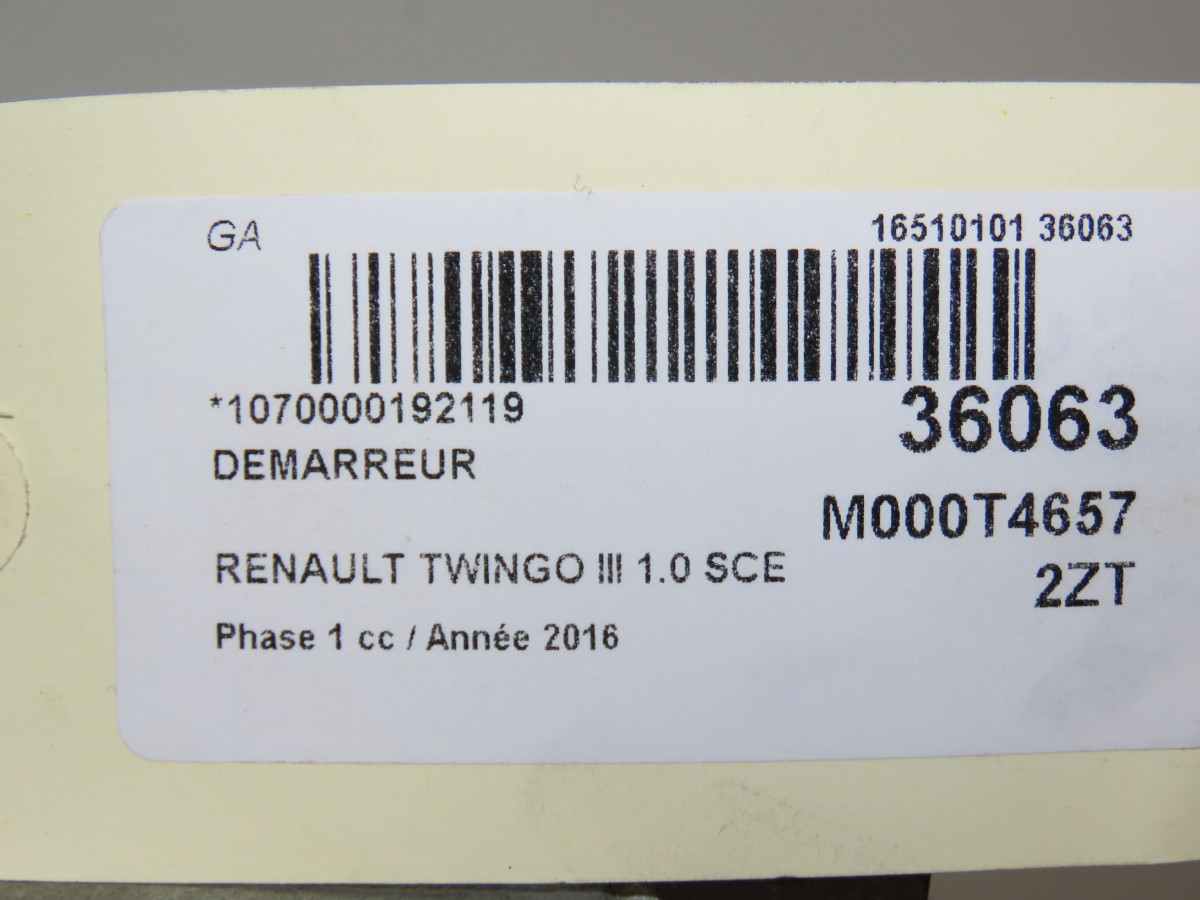 GA
16510101 36063
*1070000192119
36063
DEMARREUR
M000T4657
2ZT
RENAULT TWINGO III 1.0 SCE
Phase 1 cc / Année 2016